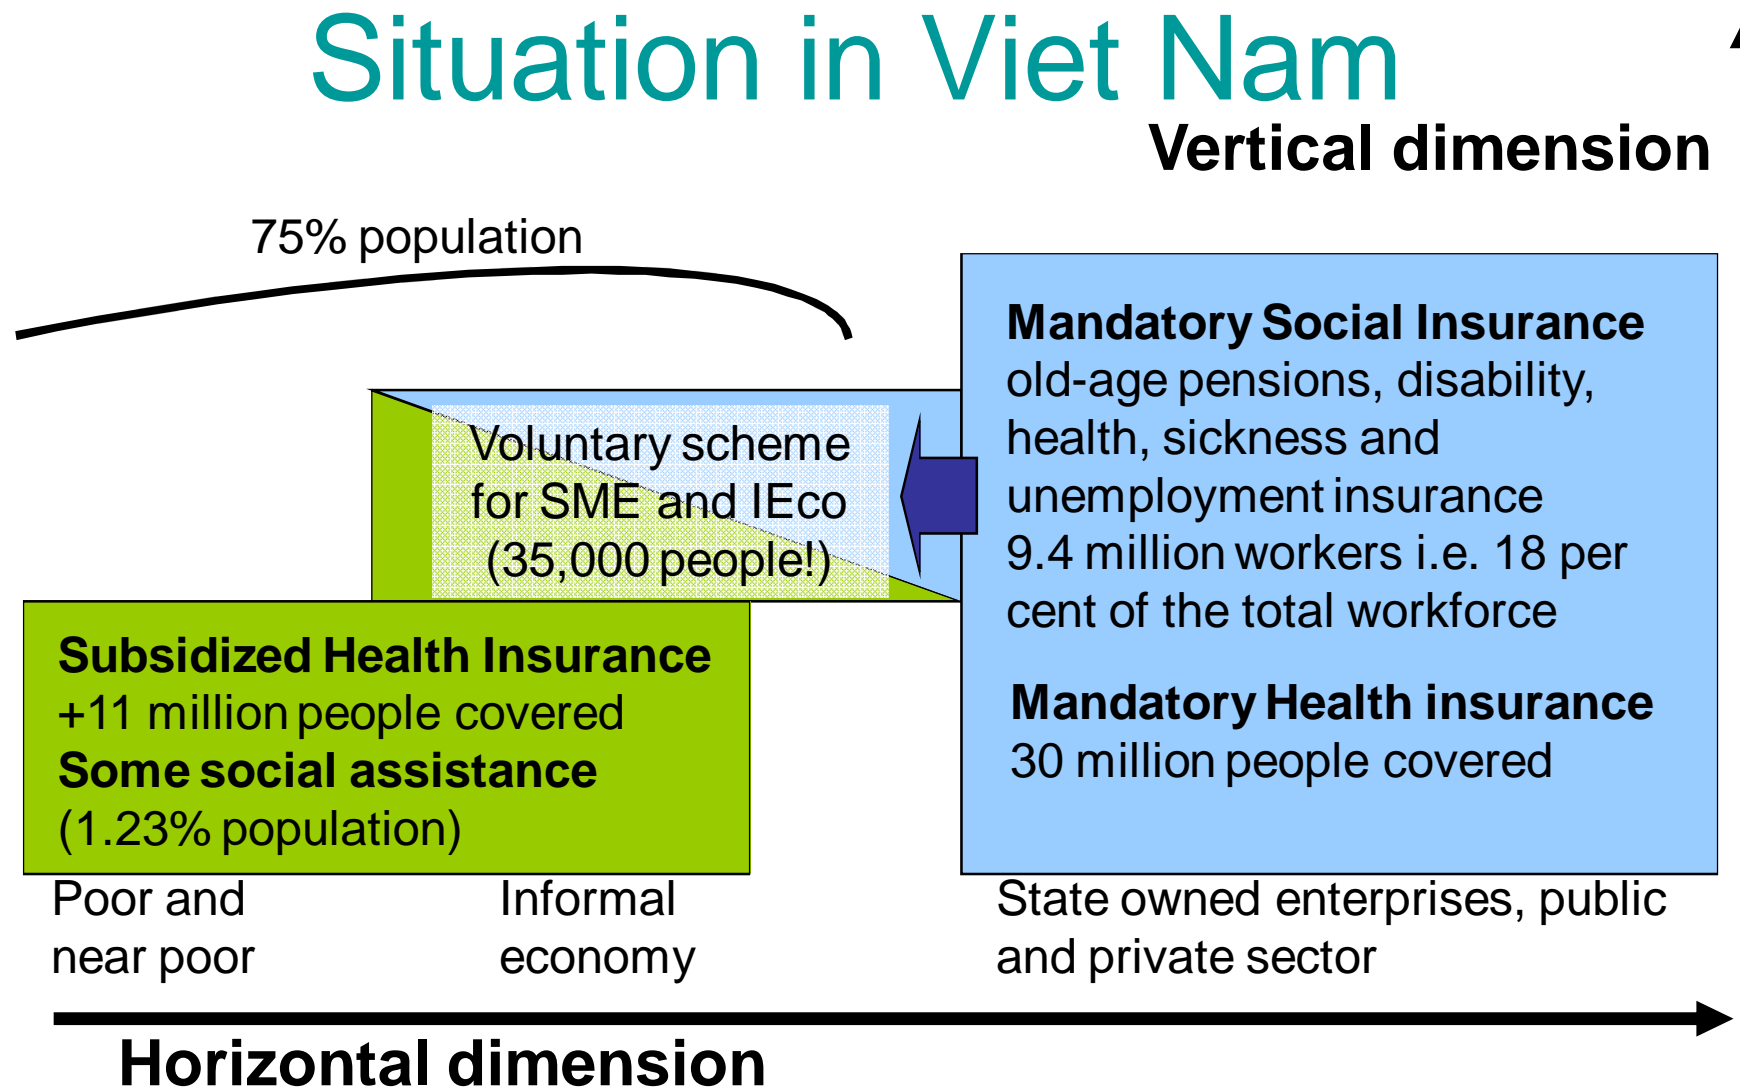 Situation in Viet Nam
Vertical dimension
75% population
Mandatory Social Insurance
old-age pensions, disability,
health, sickness and
unemployment insurance
9.4 million workers i.e. 18 per
cent of the total workforce
Mandatory Health insurance
30 million people covered
Voluntary scheme
for SME and IEco
(35,000 people!)
Subsidized Health Insurance
+11 million people covered
Some social assistance
(1.23% population)
Poor and
near poor
Informal
economy
State owned enterprises, public
and private sector
Horizontal dimension